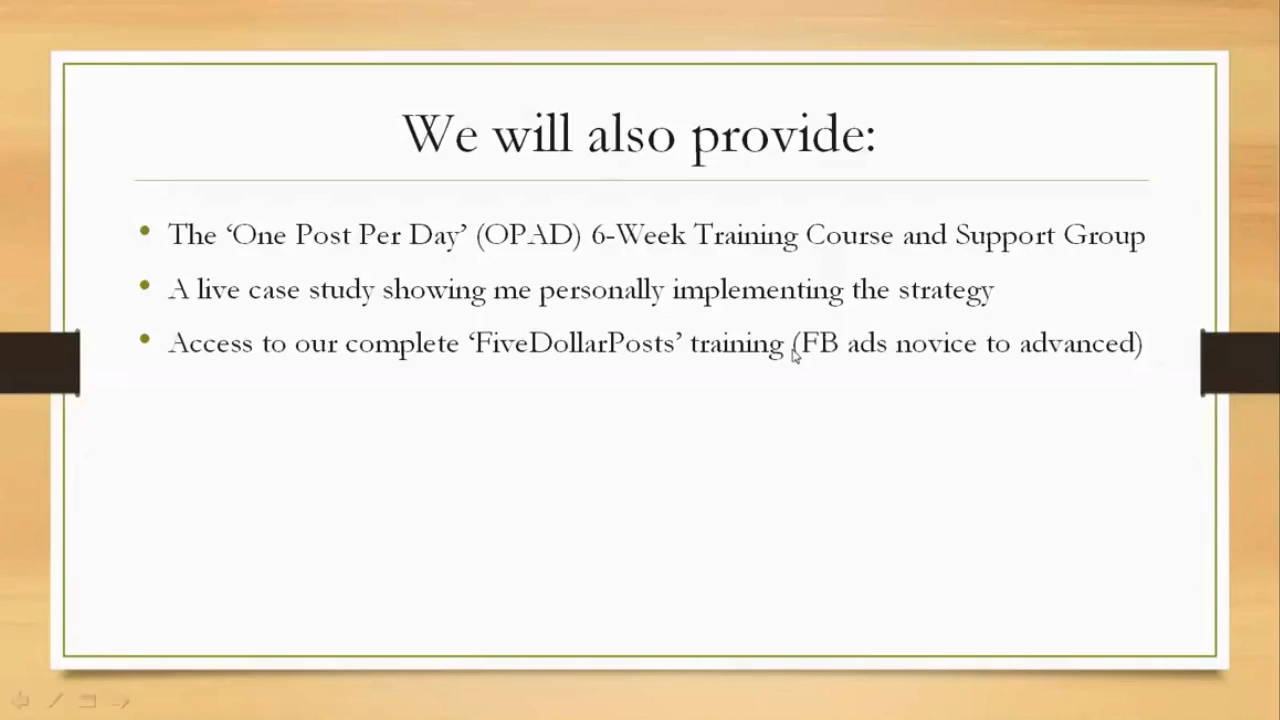 We will also provide:
• The ‘One Post Per Day’ (OPAD) 6-Week Training Course and Support Group
• A live case study showing me personally implementing the strategy
• Access to our complete ‘FiveDollarPosts’ training (FB ads novice to advanced)